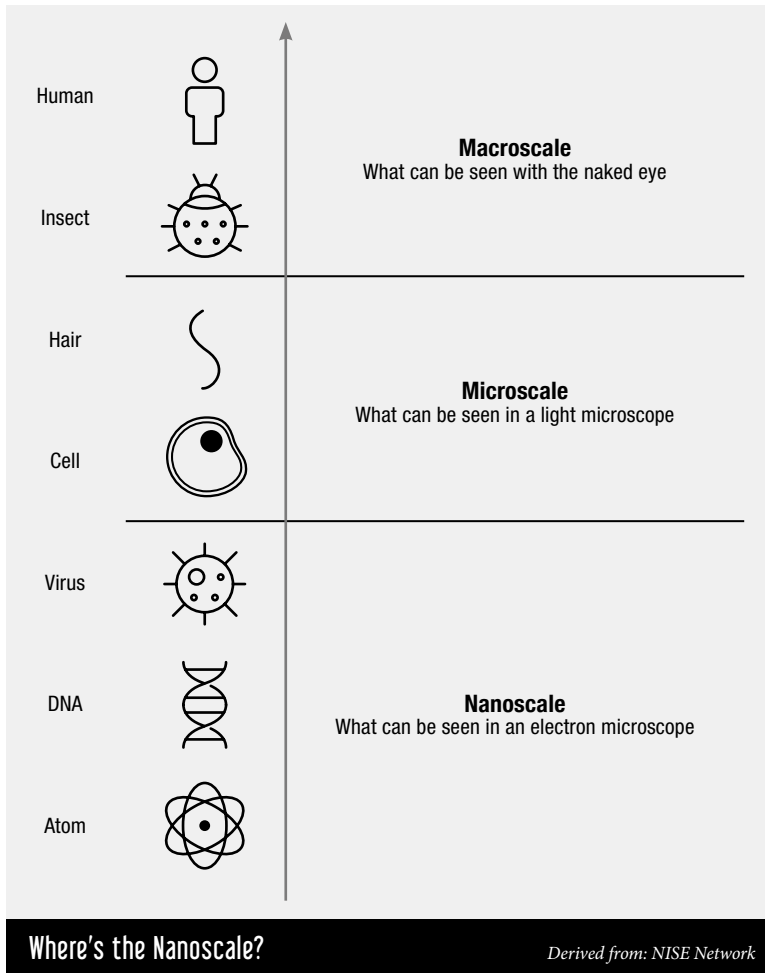 Human
Macroscale
What can be seen with the naked eye
Insect
Hair
Microscale
What can be seen in a light microscope
Cell
Virus
DNA
Nanoscale
What can be seen in an electron microscope
Atom
Where's the Nanoscale?
Derived from: NISE Network